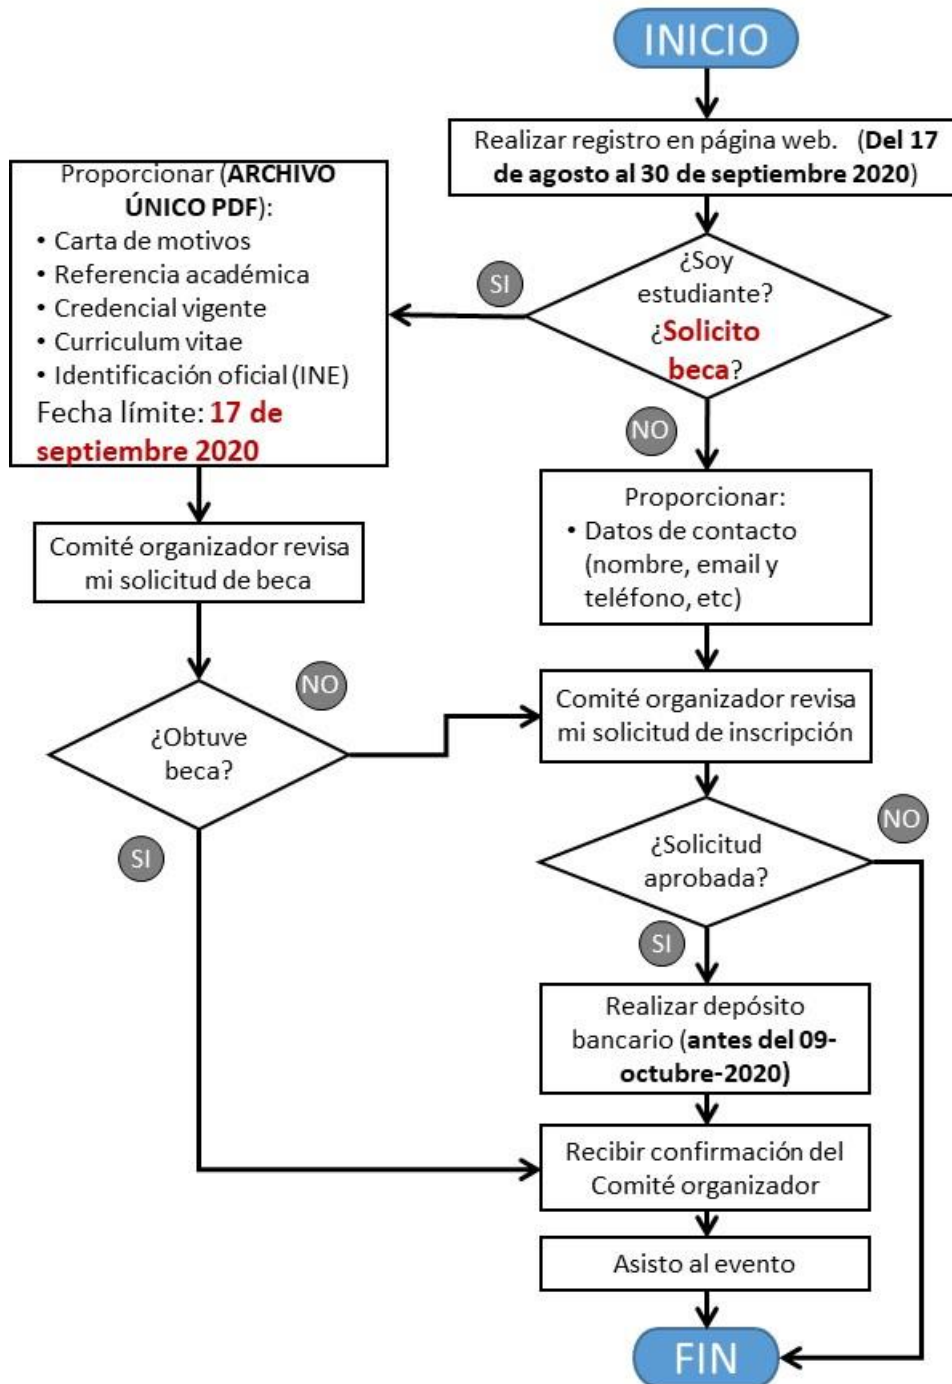 INICIO
Realizar registro en página web. (Del 17
de agosto al 30 de septiembre 2020)
¿Soy
estudiante?
¿Solicito
beca?
SI
NO
Proporcionar (ARCHIVO
ÚNICO PDF):
• Carta de motivos
• Referencia académica
• Credencial vigente
• Curriculum vitae
• Identificación oficial (INE)
Fecha límite: 17 de
septiembre 2020
Comité organizador revisa
mi solicitud de beca
¿Obtuve
beca?
NO
SI
Proporcionar:
• Datos de contacto
(nombre, email y
teléfono, etc)
Comité organizador revisa
mi solicitud de inscripción
¿Solicitud
aprobada?
NO
SI
Realizar depósito
bancario (antes del 09-
octubre-2020)
Recibir confirmación del
Comité organizador
Asisto al evento
FIN